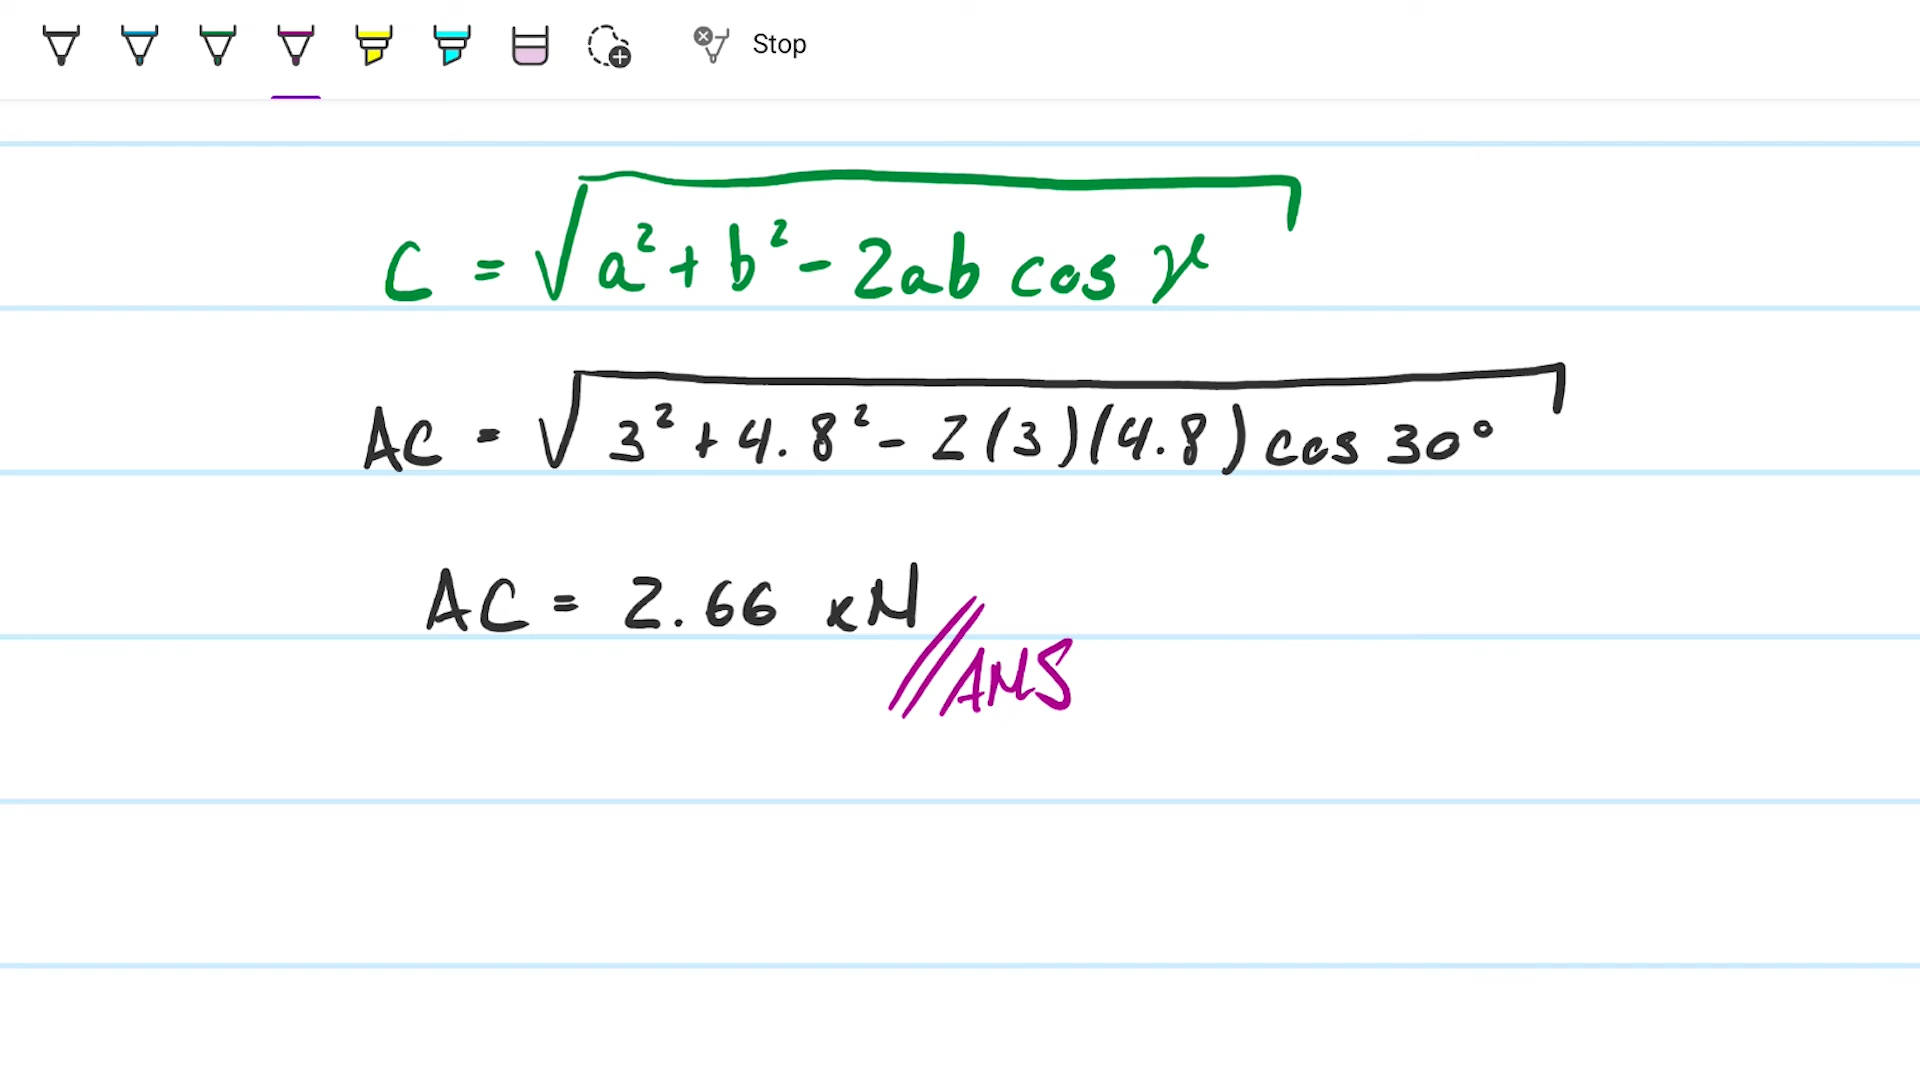 Stop
C = √a² + b² - 2ab cos γ
AC = √3² + 4.8² - 2(3)(4.8) cos 30°
AC = 2.66 kN
//ANS